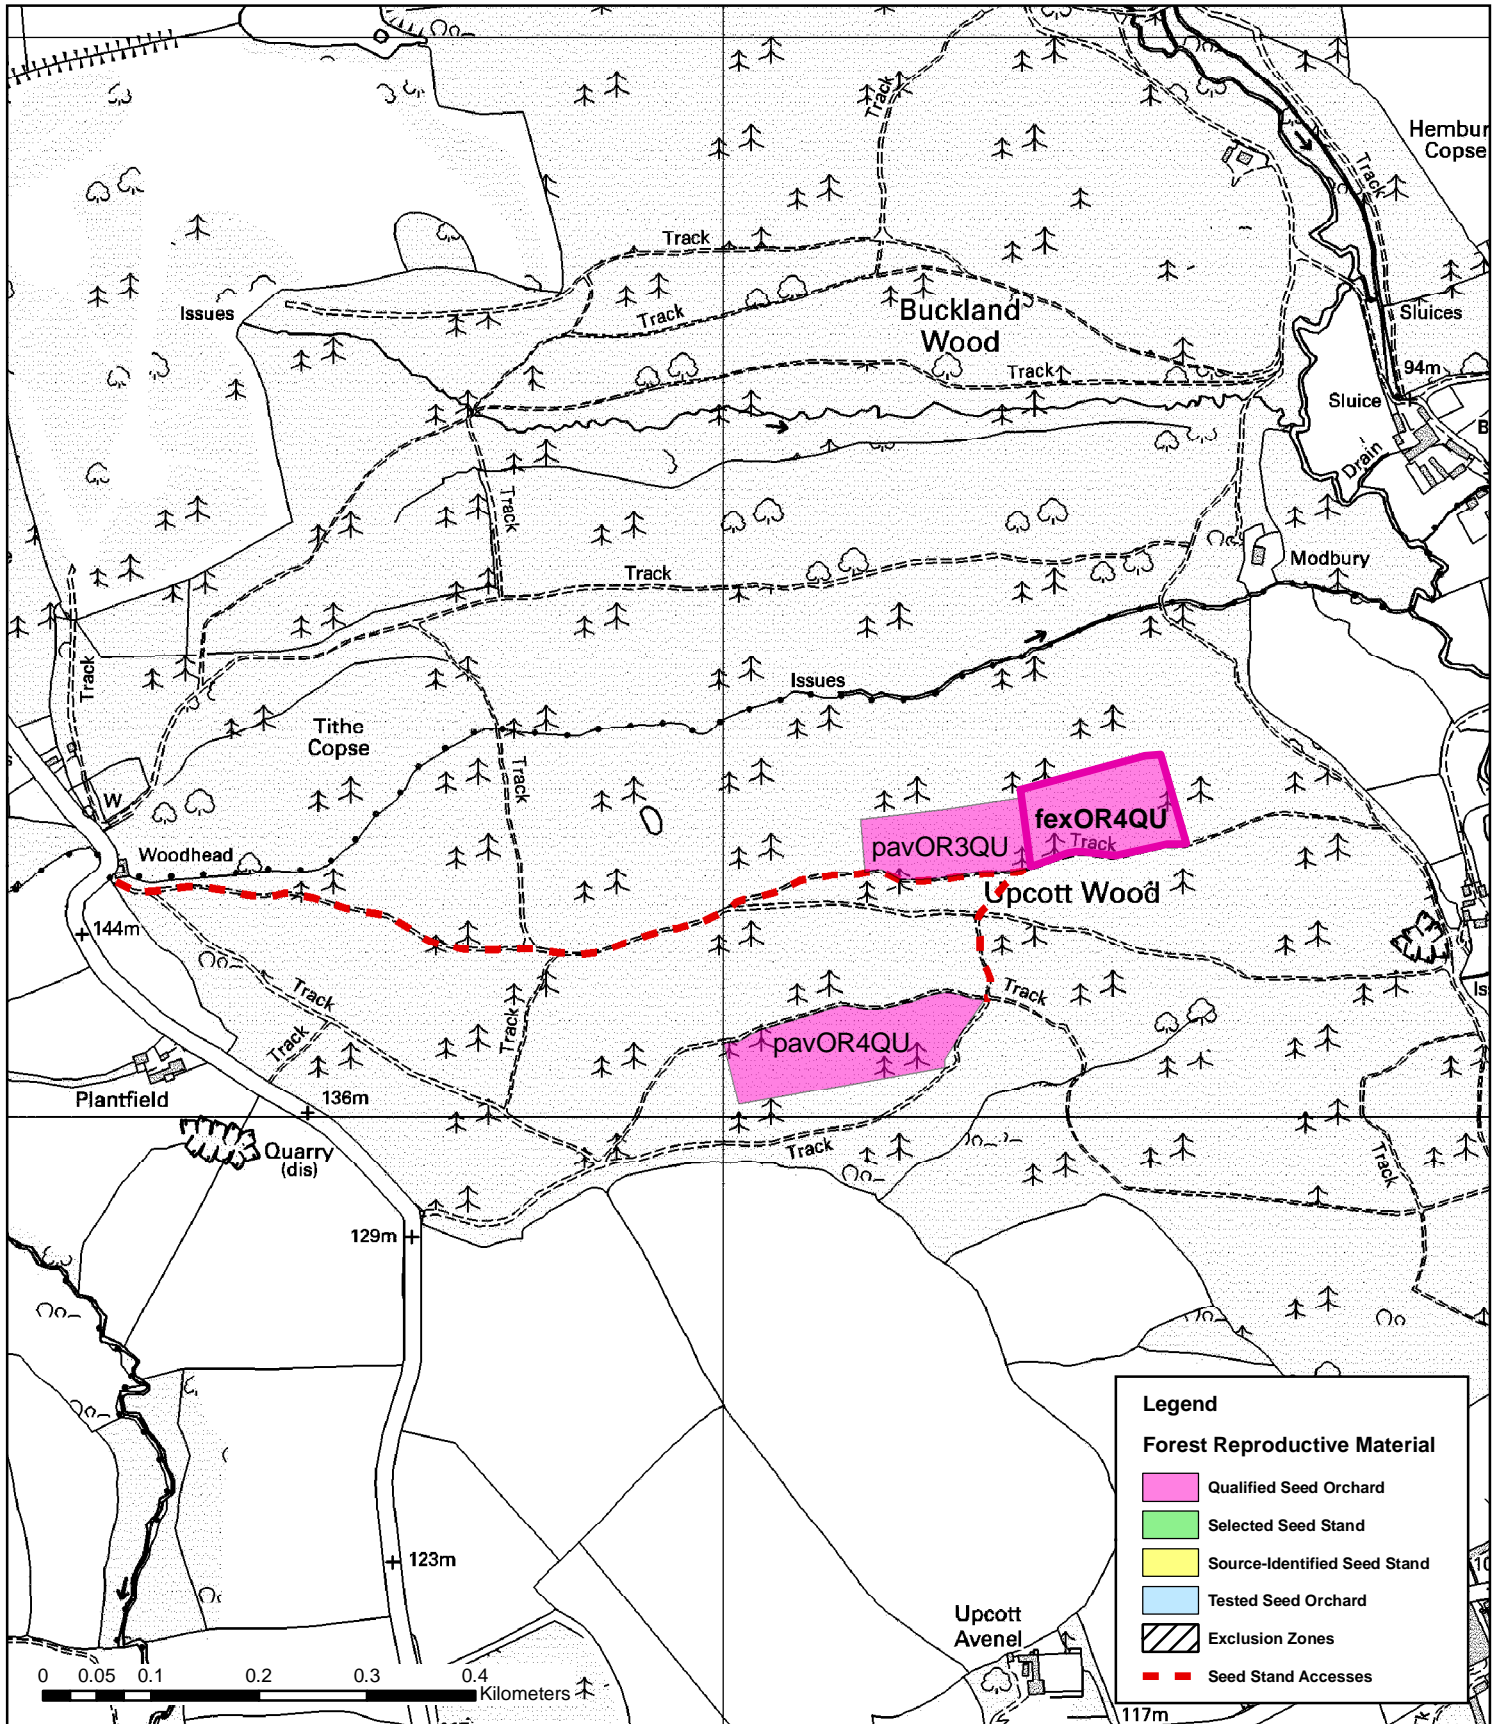 Track
Hembur
Copse
Track
Track
Issues
Track
Buckland
Wood
Sluices
Track
94m
Sluice
B
Drain
Track
Modbury
Track
Track
Issues
Tithe
Copse
Track
W
fexOR4QU
Track
pavOR3QU
Woodhead
Upcott Wood
144m
Track
Track
Is
Track
Track
pavOR4QU
Plantfield
136m
Quarry
(dis)
Track
Track
129m
Legend
Forest Reproductive Material
Qualified Seed Orchard
Selected Seed Stand
Source-Identified Seed Stand
Tested Seed Orchard
Exclusion Zones
Seed Stand Accesses
123m
Upcott
Avenel
0 0.05 0.1 0.2 0.3 0.4
Kilometers
117m